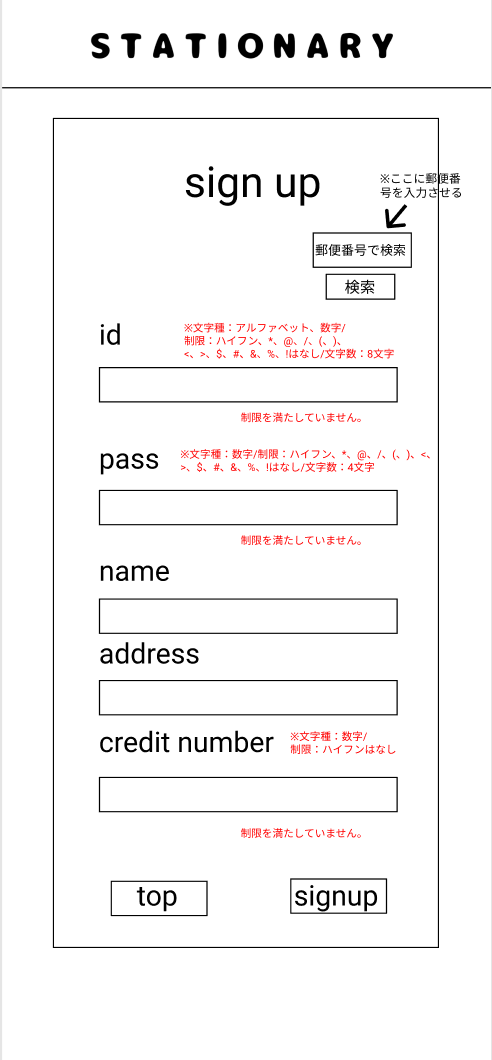 STATIONARY
sign up
※ここに郵便番
号を入力させる
郵便番号で検索
検索
id
※文字種：アルファベット、数字/
制限：ハイフン、*、@、/、(、)、
<、>、$、#、&、%、!はなし/文字数：8文字
制限を満たしていません。
pass
※文字種：数字/制限：ハイフン、*、@、/、(、)、<、
>、$、#、&、%、!はなし/文字数：4文字
制限を満たしていません。
name
address
credit number
※文字種：数字/
制限：ハイフンはなし
制限を満たしていません。
top
signup